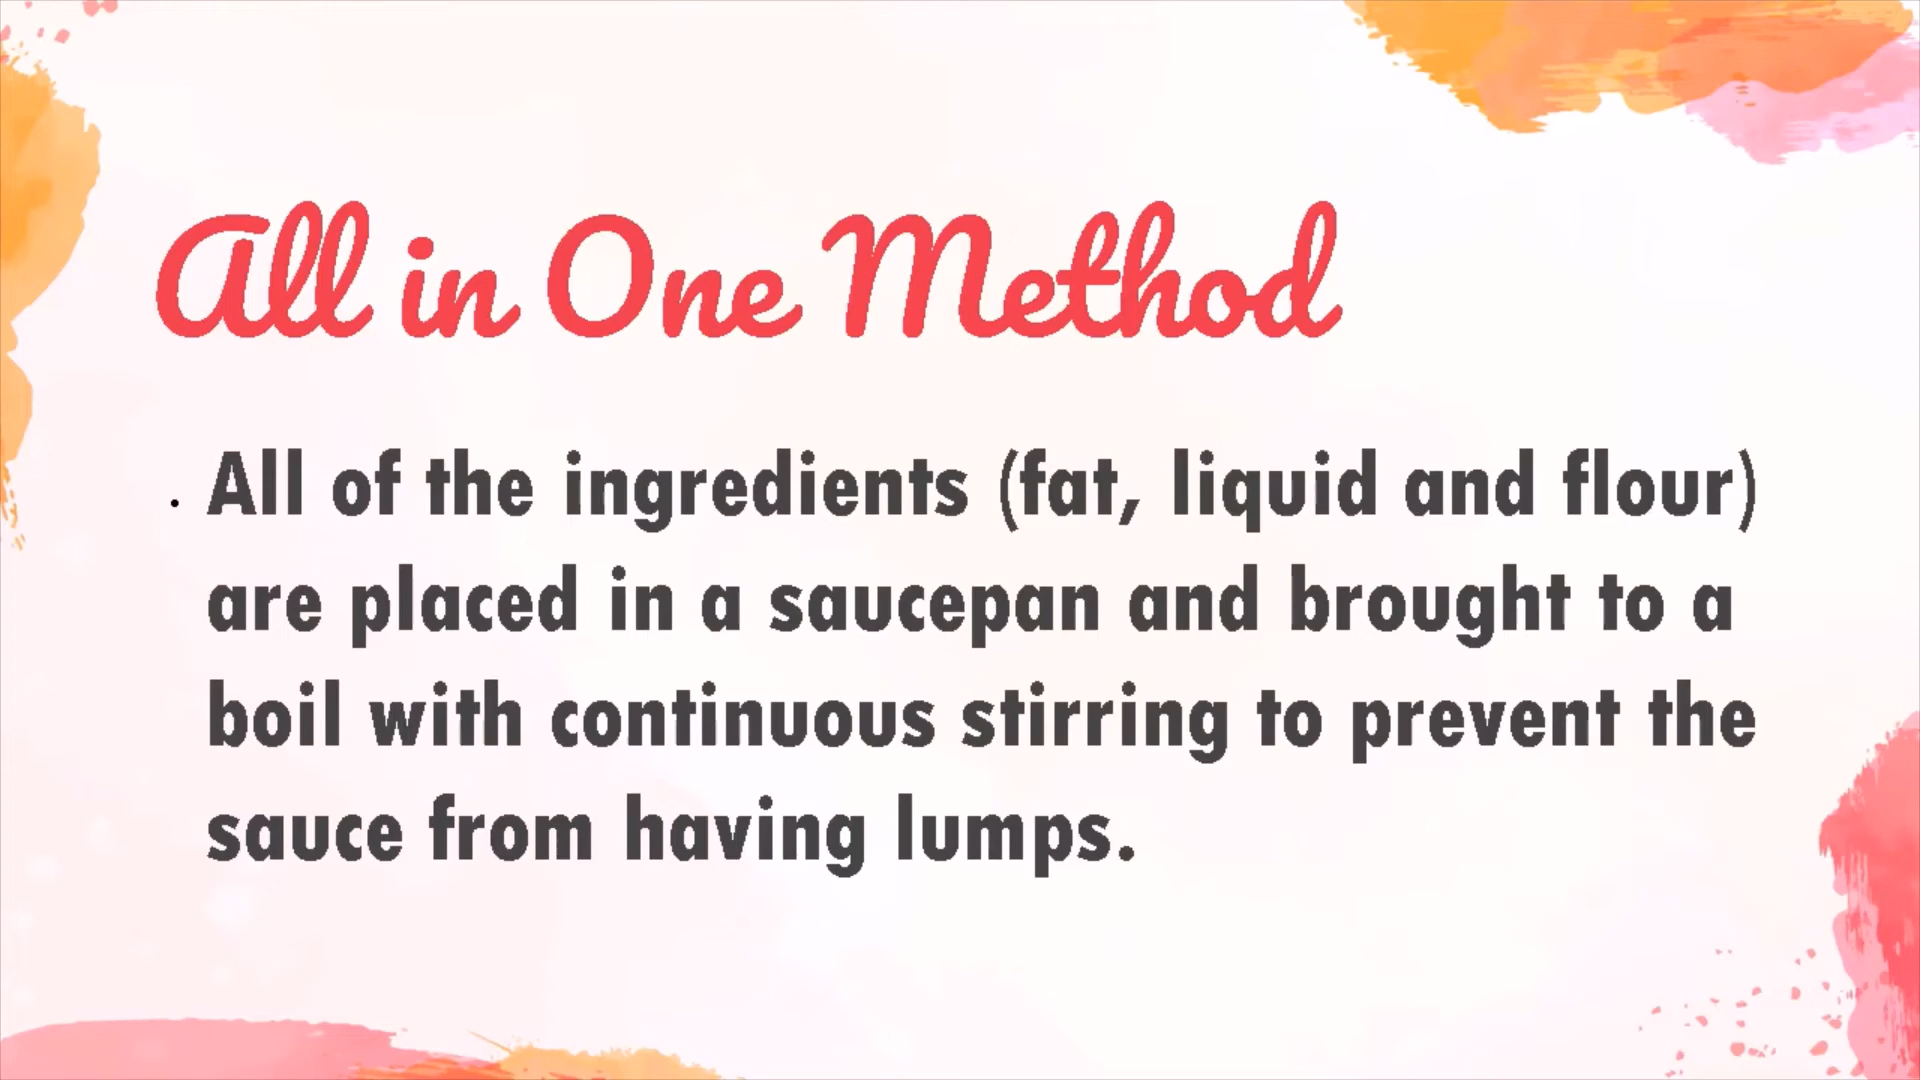 All in One Method
• All of the ingredients (fat, liquid and flour)
are placed in a saucepan and brought to a
boil with continuous stirring to prevent the
sauce from having lumps.